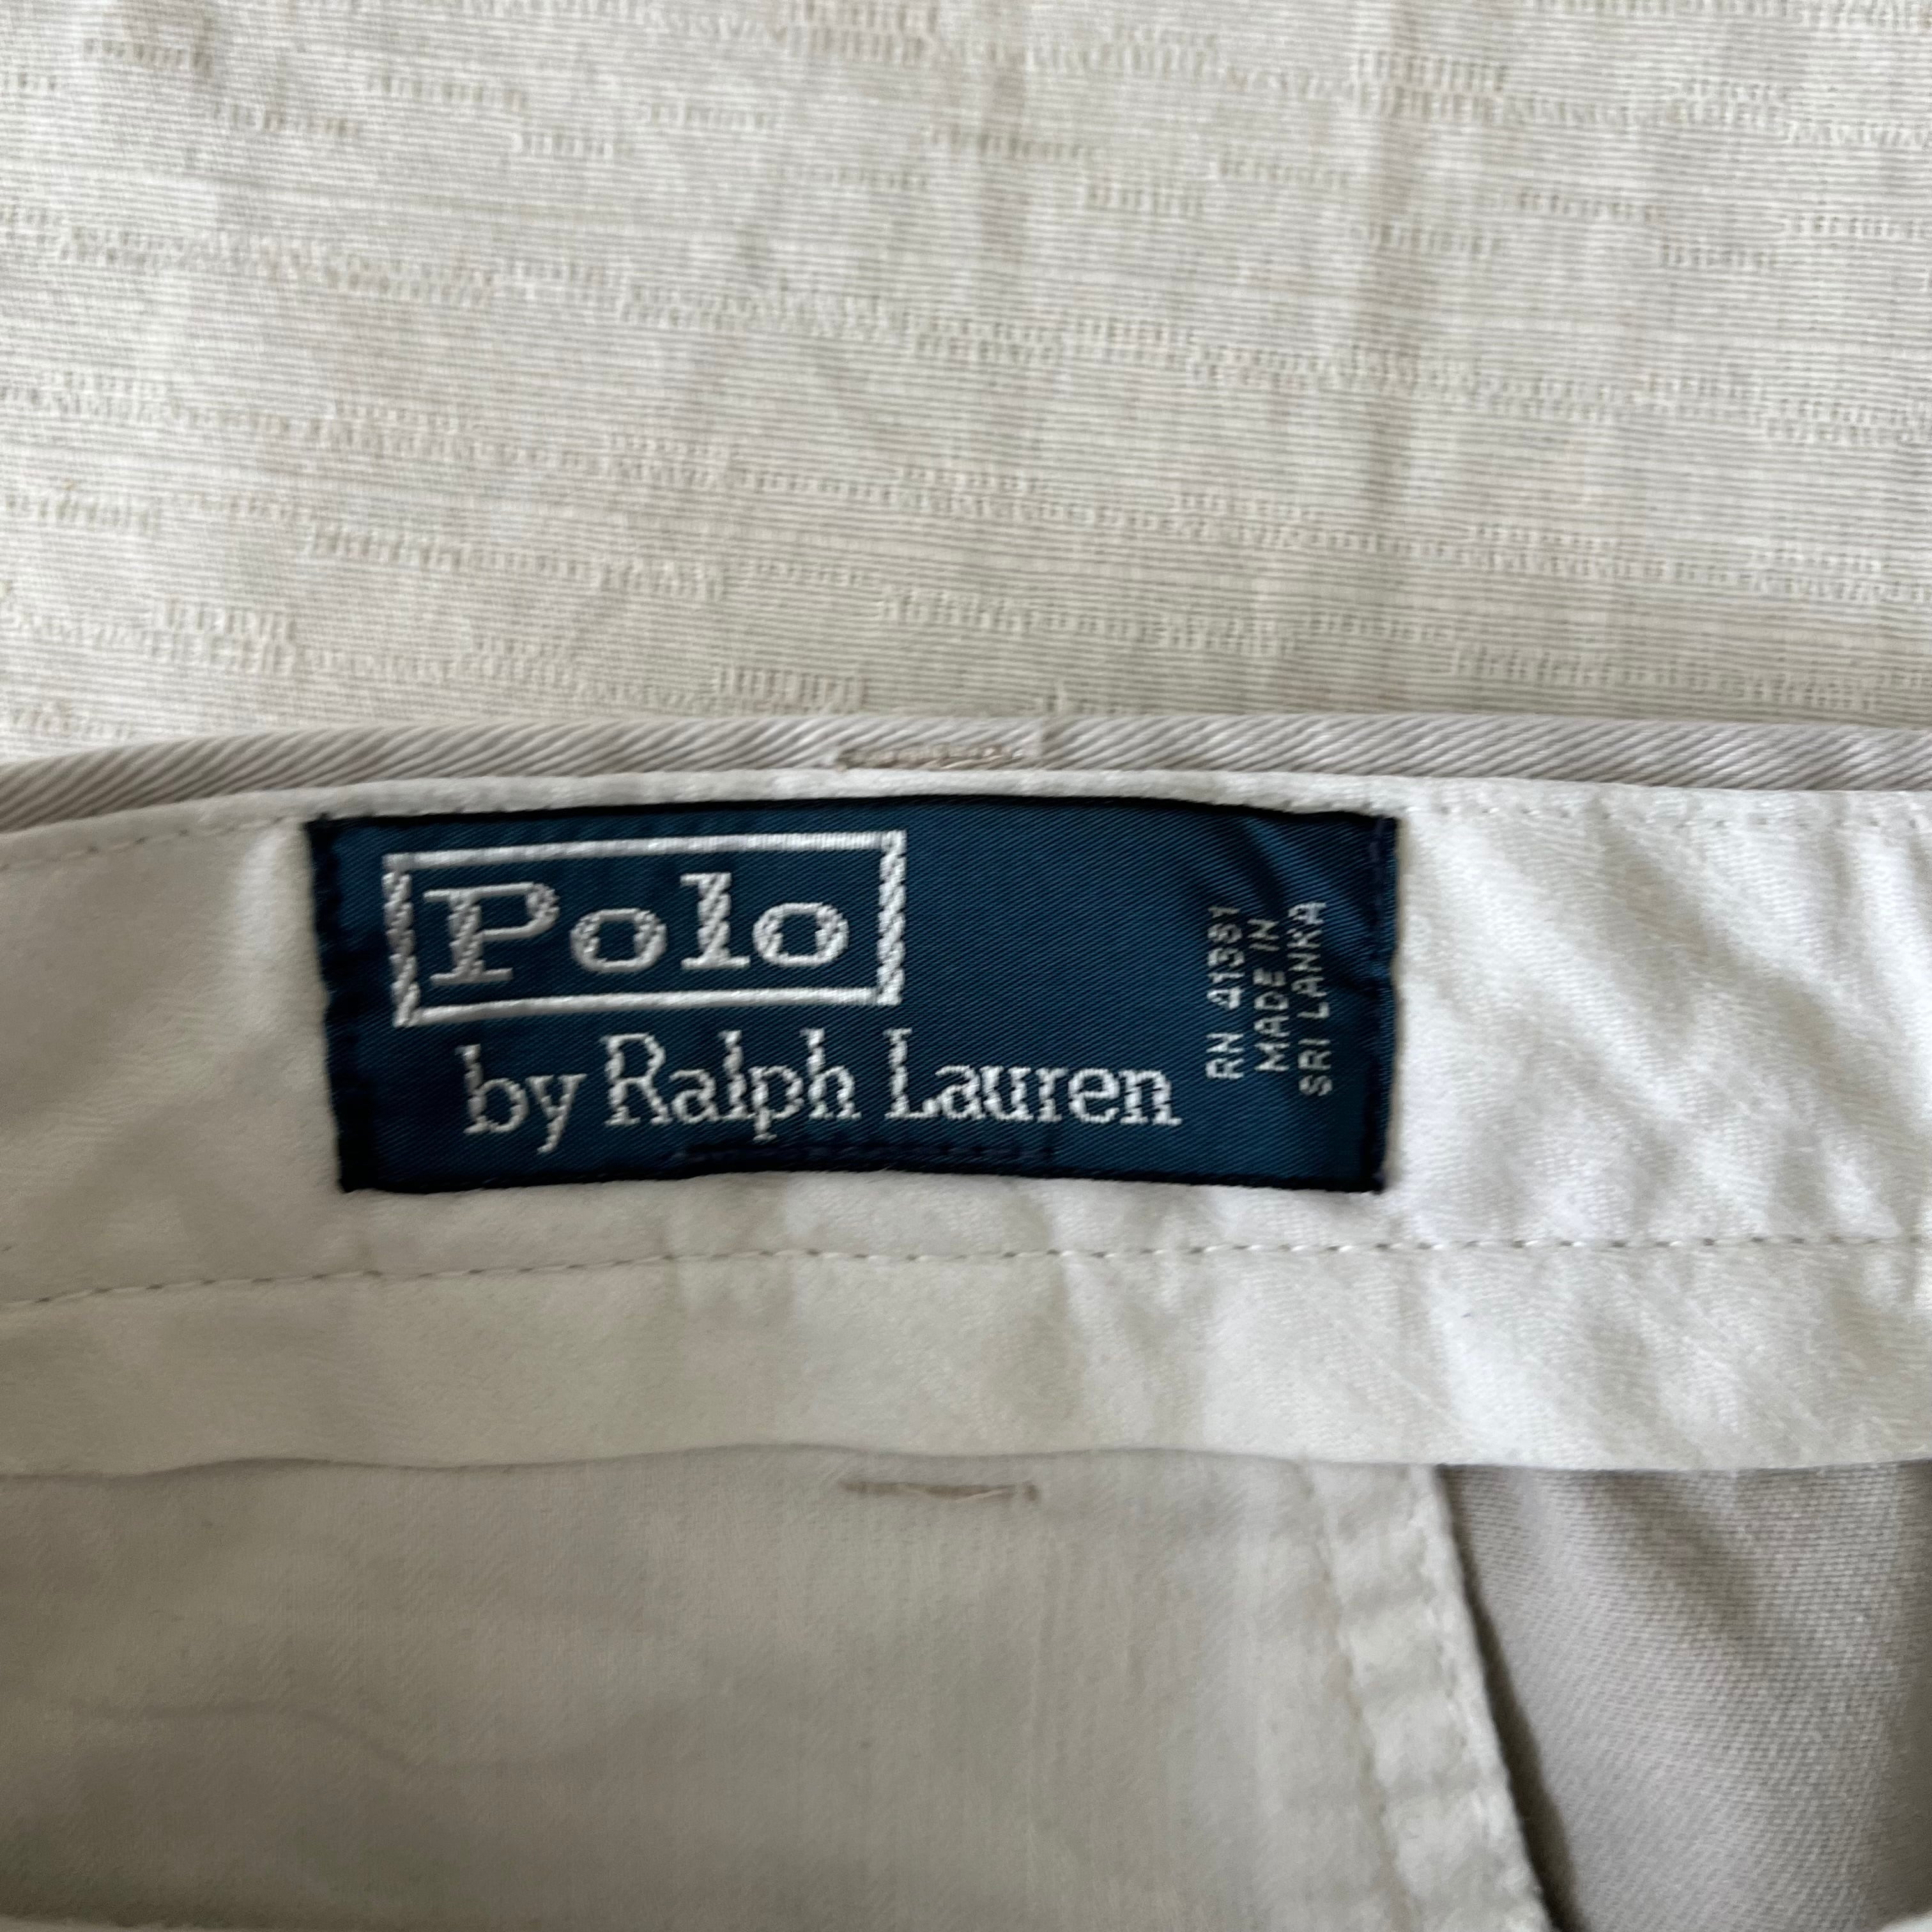 Polo
by Ralph Lauren
RN 41381
MADE IN
SRI LANKA